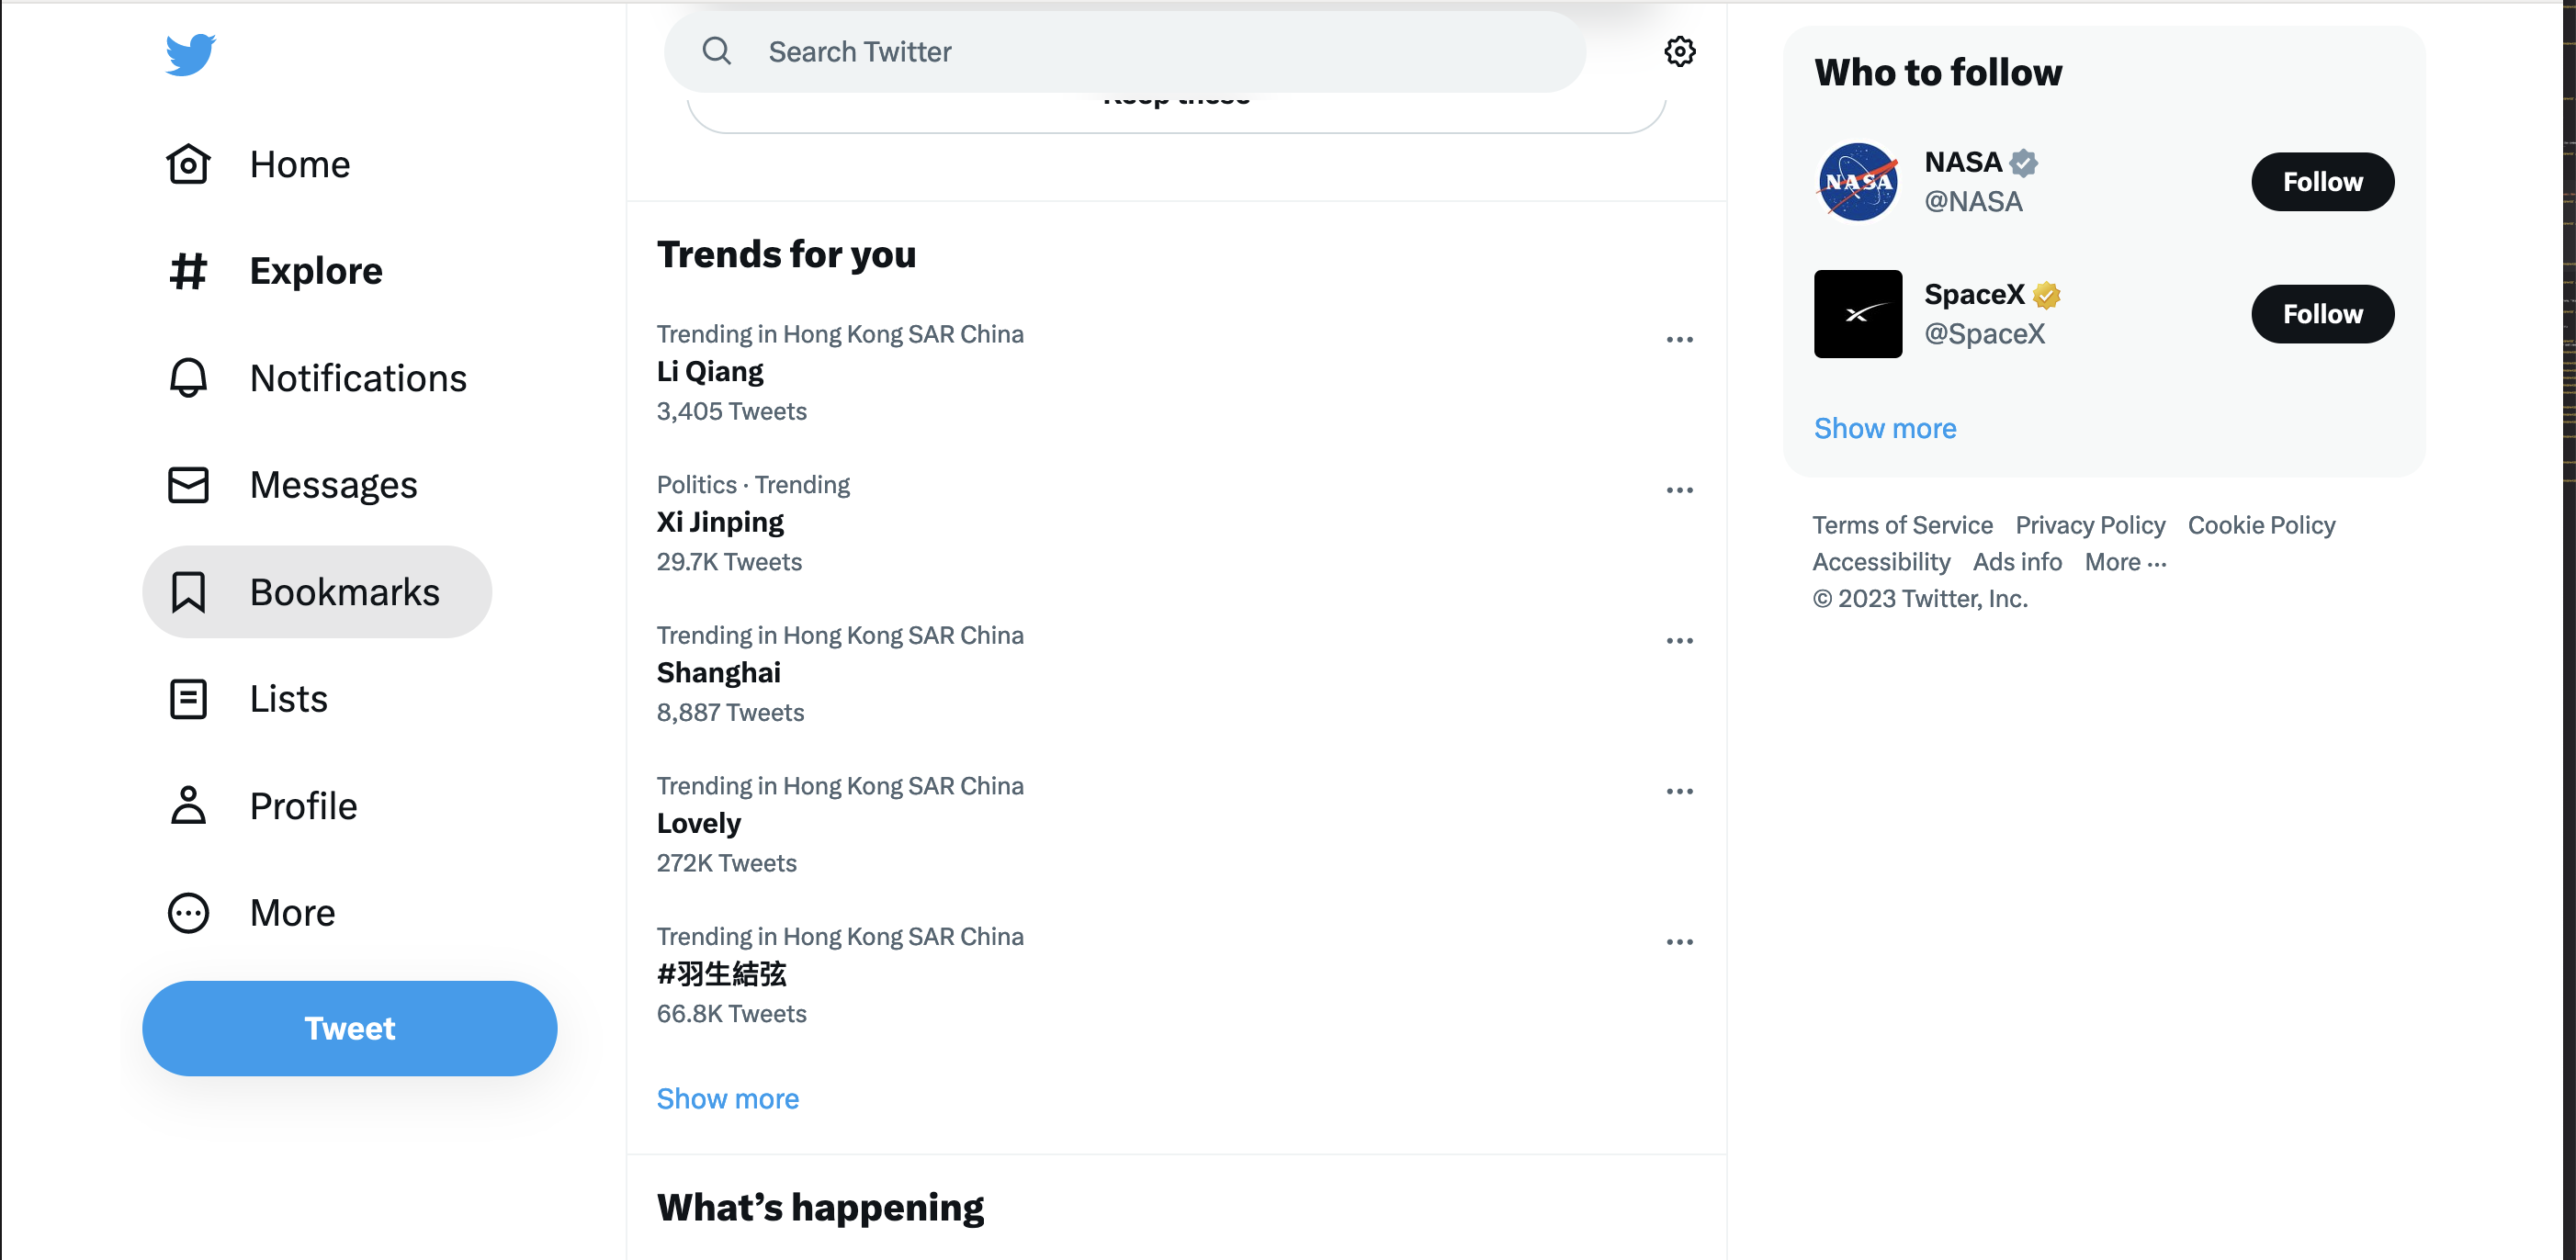 Home
Explore
Notifications
Messages
Bookmarks
Lists
Profile
More
Tweet
Search Twitter
Keep these
Trends for you
Trending in Hong Kong SAR China
Li Qiang
3,405 Tweets
Politics · Trending
Xi Jinping
29.7K Tweets
Trending in Hong Kong SAR China
Shanghai
8,887 Tweets
Trending in Hong Kong SAR China
Lovely
272K Tweets
Trending in Hong Kong SAR China
#羽生結弦
66.8K Tweets
Show more
What’s happening
Who to follow
NASA
NASA
@NASA
Follow
SpaceX
@SpaceX
Follow
Show more
Terms of Service Privacy Policy Cookie Policy
Accessibility Ads info More ···
© 2023 Twitter, Inc.